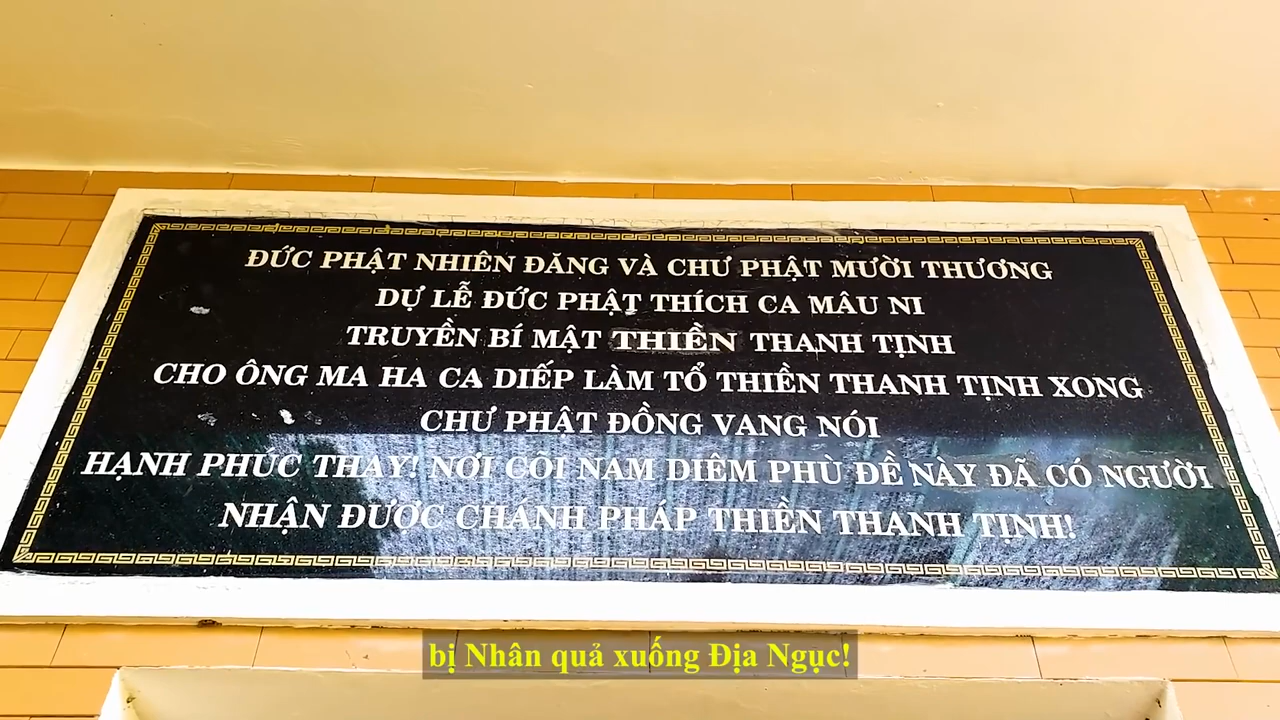 ĐỨC PHẬT NHIÊN ĐĂNG VÀ CHƯ PHẬT MƯỜI THƯƠNG
DỰ LỄ ĐỨC PHẬT THÍCH CA MÂU NI
TRUYỀN BÍ MẬT THIỀN THANH TỊNH
CHO ÔNG MA HA CA DIẾP LÀM TỔ THIỀN THANH TỊNH XONG
CHƯ PHẬT ĐỒNG VANG NÓI
HẠNH PHÚC THAY! NƠI CÕI NAM DIÊM PHÙ ĐỀ NÀY ĐÃ CÓ NGƯỜI
NHẬN ĐƯỢC CHÁNH PHÁP THIỀN THANH TỊNH!
bị Nhân quả xuống Địa Ngục!